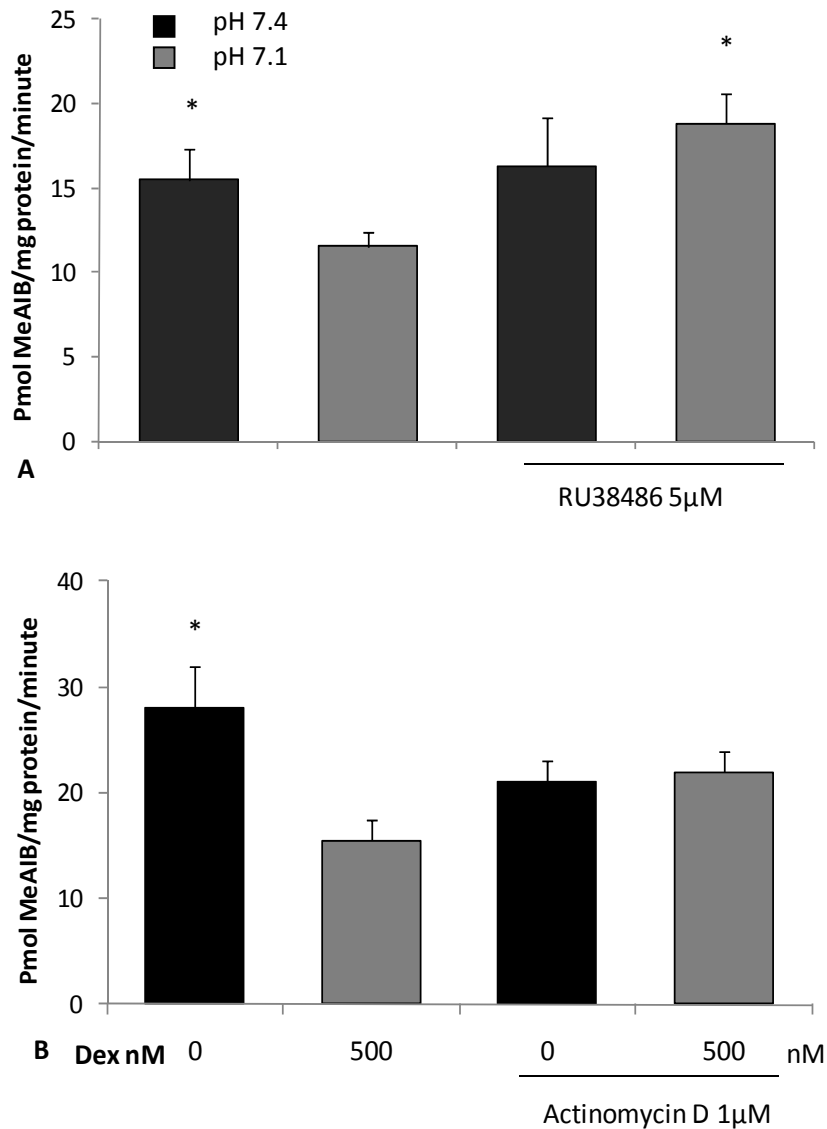 Pmol MeAIB/mg protein/minute
25
20
15
10
5
0
pH 7.4
pH 7.1
*
*
A
RU38486 5µM
Pmol MeAIB/mg protein/minute
40
30
20
10
0
*
B Dex nM 0 500 0 500 nM
Actinomycin D 1µM